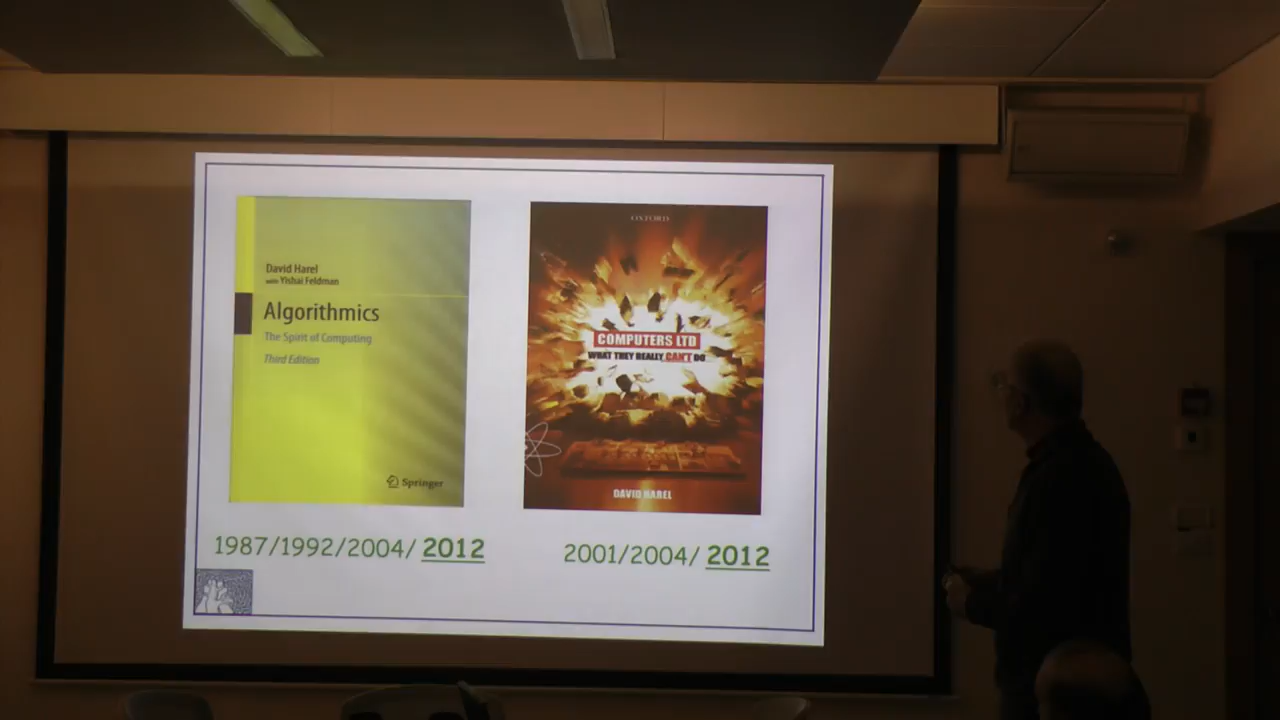 David Harel
with Yishai Feldman
Algorithmics
The Spirit of Computing
Third Edition
Springer
1987/1992/2004/ 2012
OXFORD
COMPUTERS LTD
WHAT THEY REALLY CAN'T DO
DAVID HAREL
2001/2004/ 2012